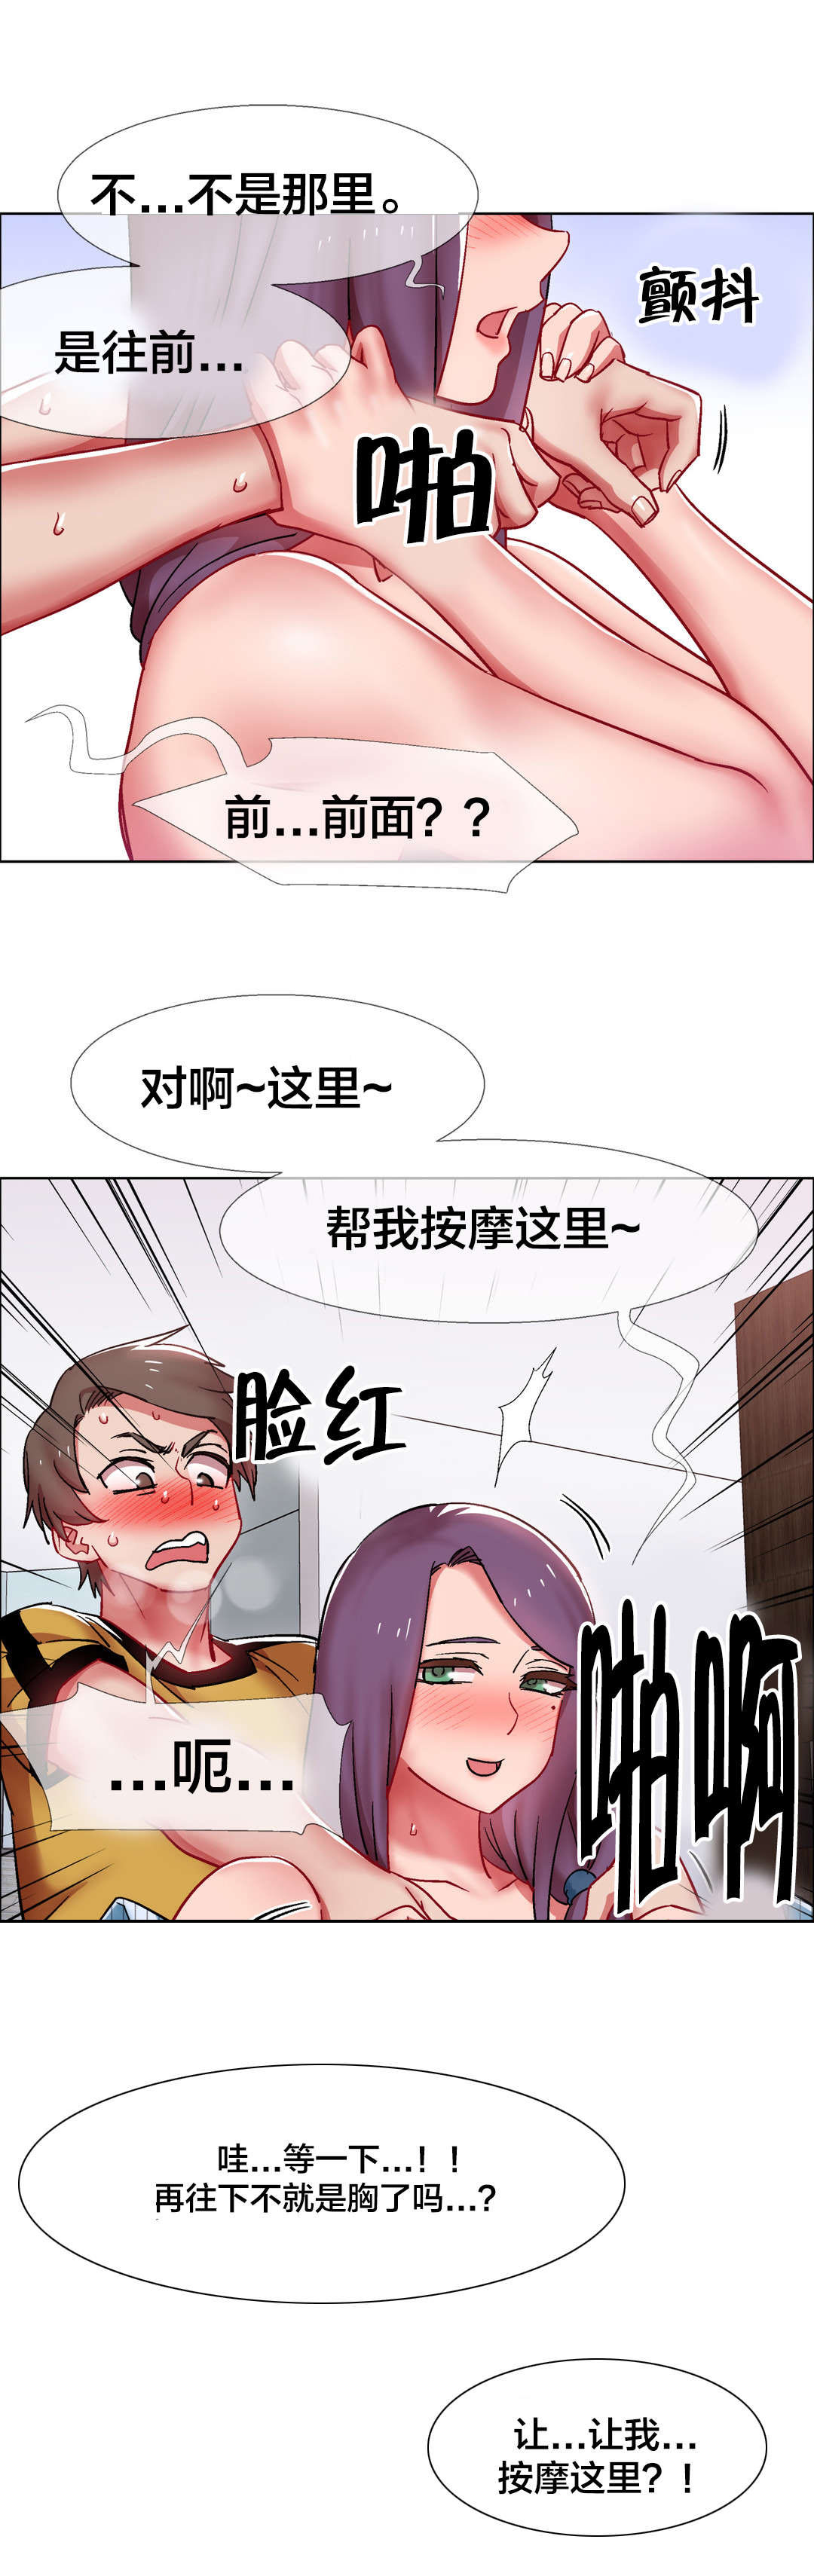 不…不是那里。
颤抖
是往前…
啪
前…前面？？
对啊~这里~
帮我按摩这里~
脸红
啪啊
…呃…
哇…等一下…！！
再往下不就是胸了吗…？
让…让我…
按摩这里？！